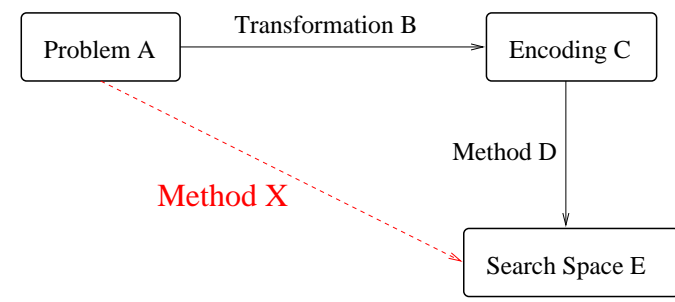 Transformation B
Problem A
Encoding C
Method D
Method X
Search Space E